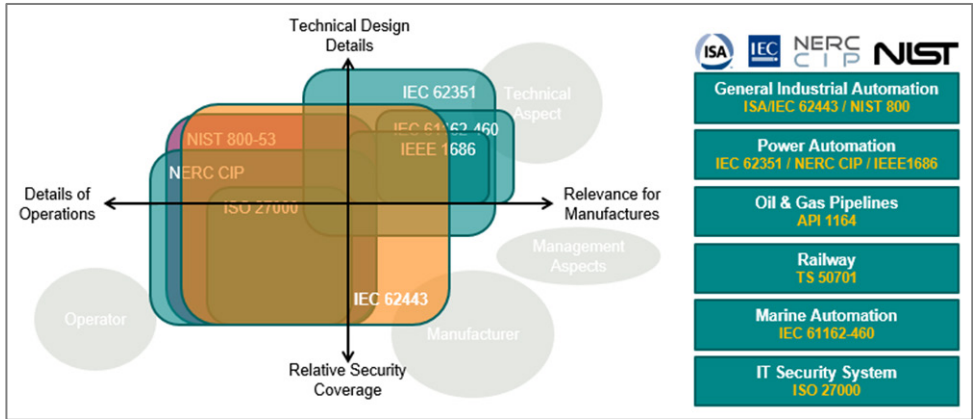 Technical Design
Details
IEC 62351
Technical
Aspect
IEC 61162-460
IEEE 1686
NIST 800-53
NERC CIP
ISO 27000
Details of
Operations
Relevance for
Manufactures
Management
Aspects
IEC 62443
Operator
Manufacturer
Relative Security
Coverage
ISA
IEC
NERC
CIP
NIST
General Industrial Automation
ISA/IEC 62443 / NIST 800
Power Automation
IEC 62351 / NERC CIP / IEEE1686
Oil & Gas Pipelines
API 1164
Railway
TS 50701
Marine Automation
IEC 61162-460
IT Security System
ISO 27000